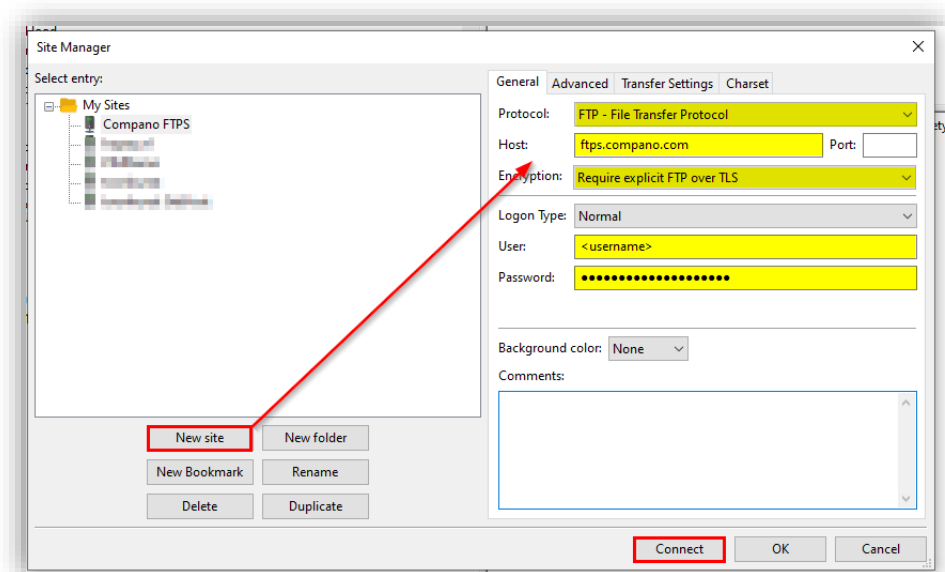 Site Manager
Select entry:
My Sites
Compano FTPS
New site
New folder
New Bookmark
Rename
Delete
Duplicate
General
Advanced
Transfer Settings
Charset
Protocol:
FTP - File Transfer Protocol
Host:
ftps.compano.com
Port:
Encryption:
Require explicit FTP over TLS
Logon Type:
Normal
User:
<username>
Password:
●●●●●●●●●●●●●●●●●●●●
Background color:
None
Comments:
Connect
OK
Cancel